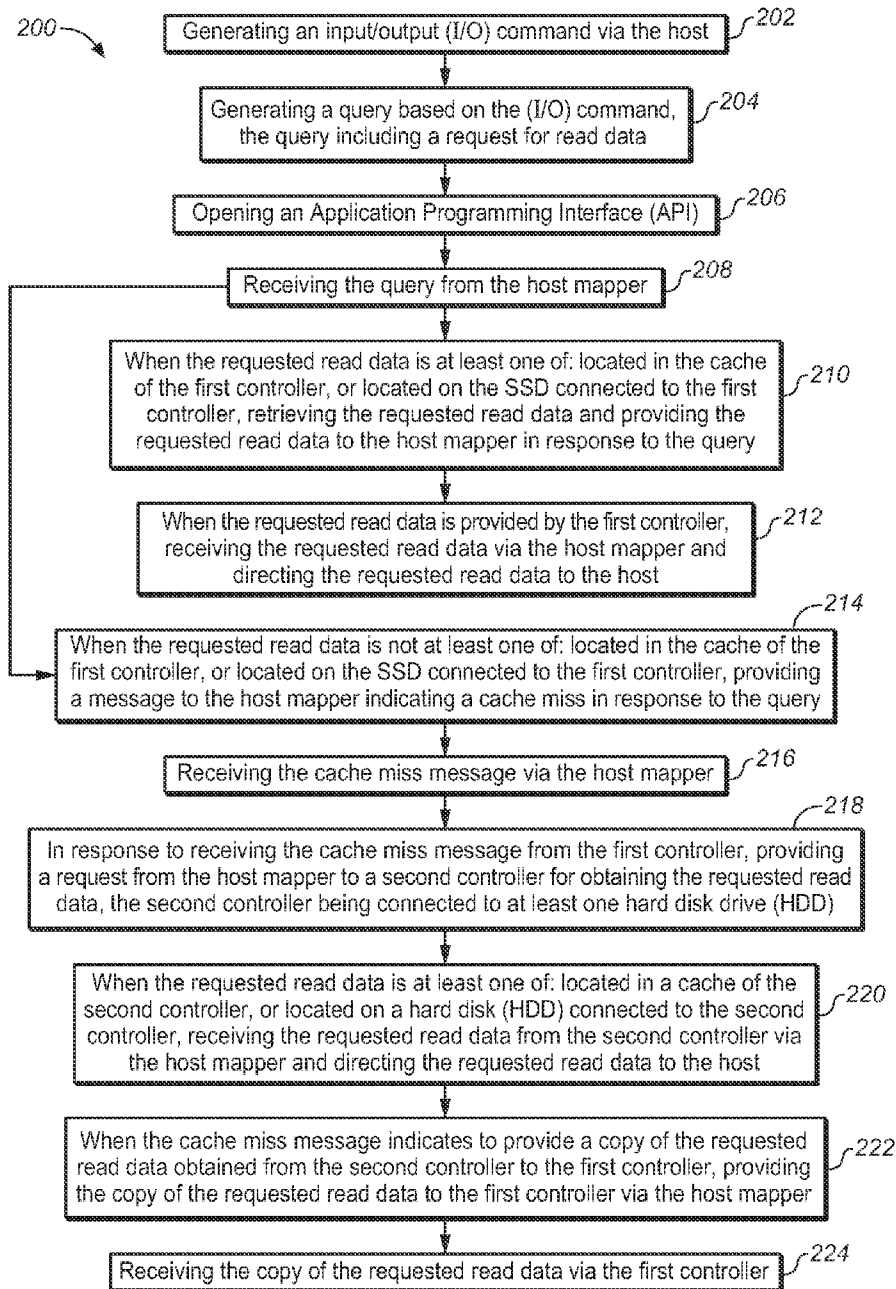 200
Generating an input/output (I/O) command via the host
202
Generating a query based on the (I/O) command,
the query including a request for read data
204
Opening an Application Programming Interface (API)
206
Receiving the query from the host mapper
208
When the requested read data is at least one of: located in the cache
of the first controller, or located on the SSD connected to the first
controller, retrieving the requested read data and providing the
requested read data to the host mapper in response to the query
210
When the requested read data is provided by the first controller,
receiving the requested read data via the host mapper and
directing the requested read data to the host
212
214
When the requested read data is not at least one of: located in the cache of the
first controller, or located on the SSD connected to the first controller, providing
a message to the host mapper indicating a cache miss in response to the query
Receiving the cache miss message via the host mapper
216
218
In response to receiving the cache miss message from the first controller, providing
a request from the host mapper to a second controller for obtaining the requested read
data, the second controller being connected to at least one hard disk drive (HDD)
When the requested read data is at least one of: located in a cache of the
second controller, or located on a hard disk (HDD) connected to the second
controller, receiving the requested read data from the second controller via
the host mapper and directing the requested read data to the host
220
When the cache miss message indicates to provide a copy of the requested
read data obtained from the second controller to the first controller, providing
the copy of the requested read data to the first controller via the host mapper
222
Receiving the copy of the requested read data via the first controller
224